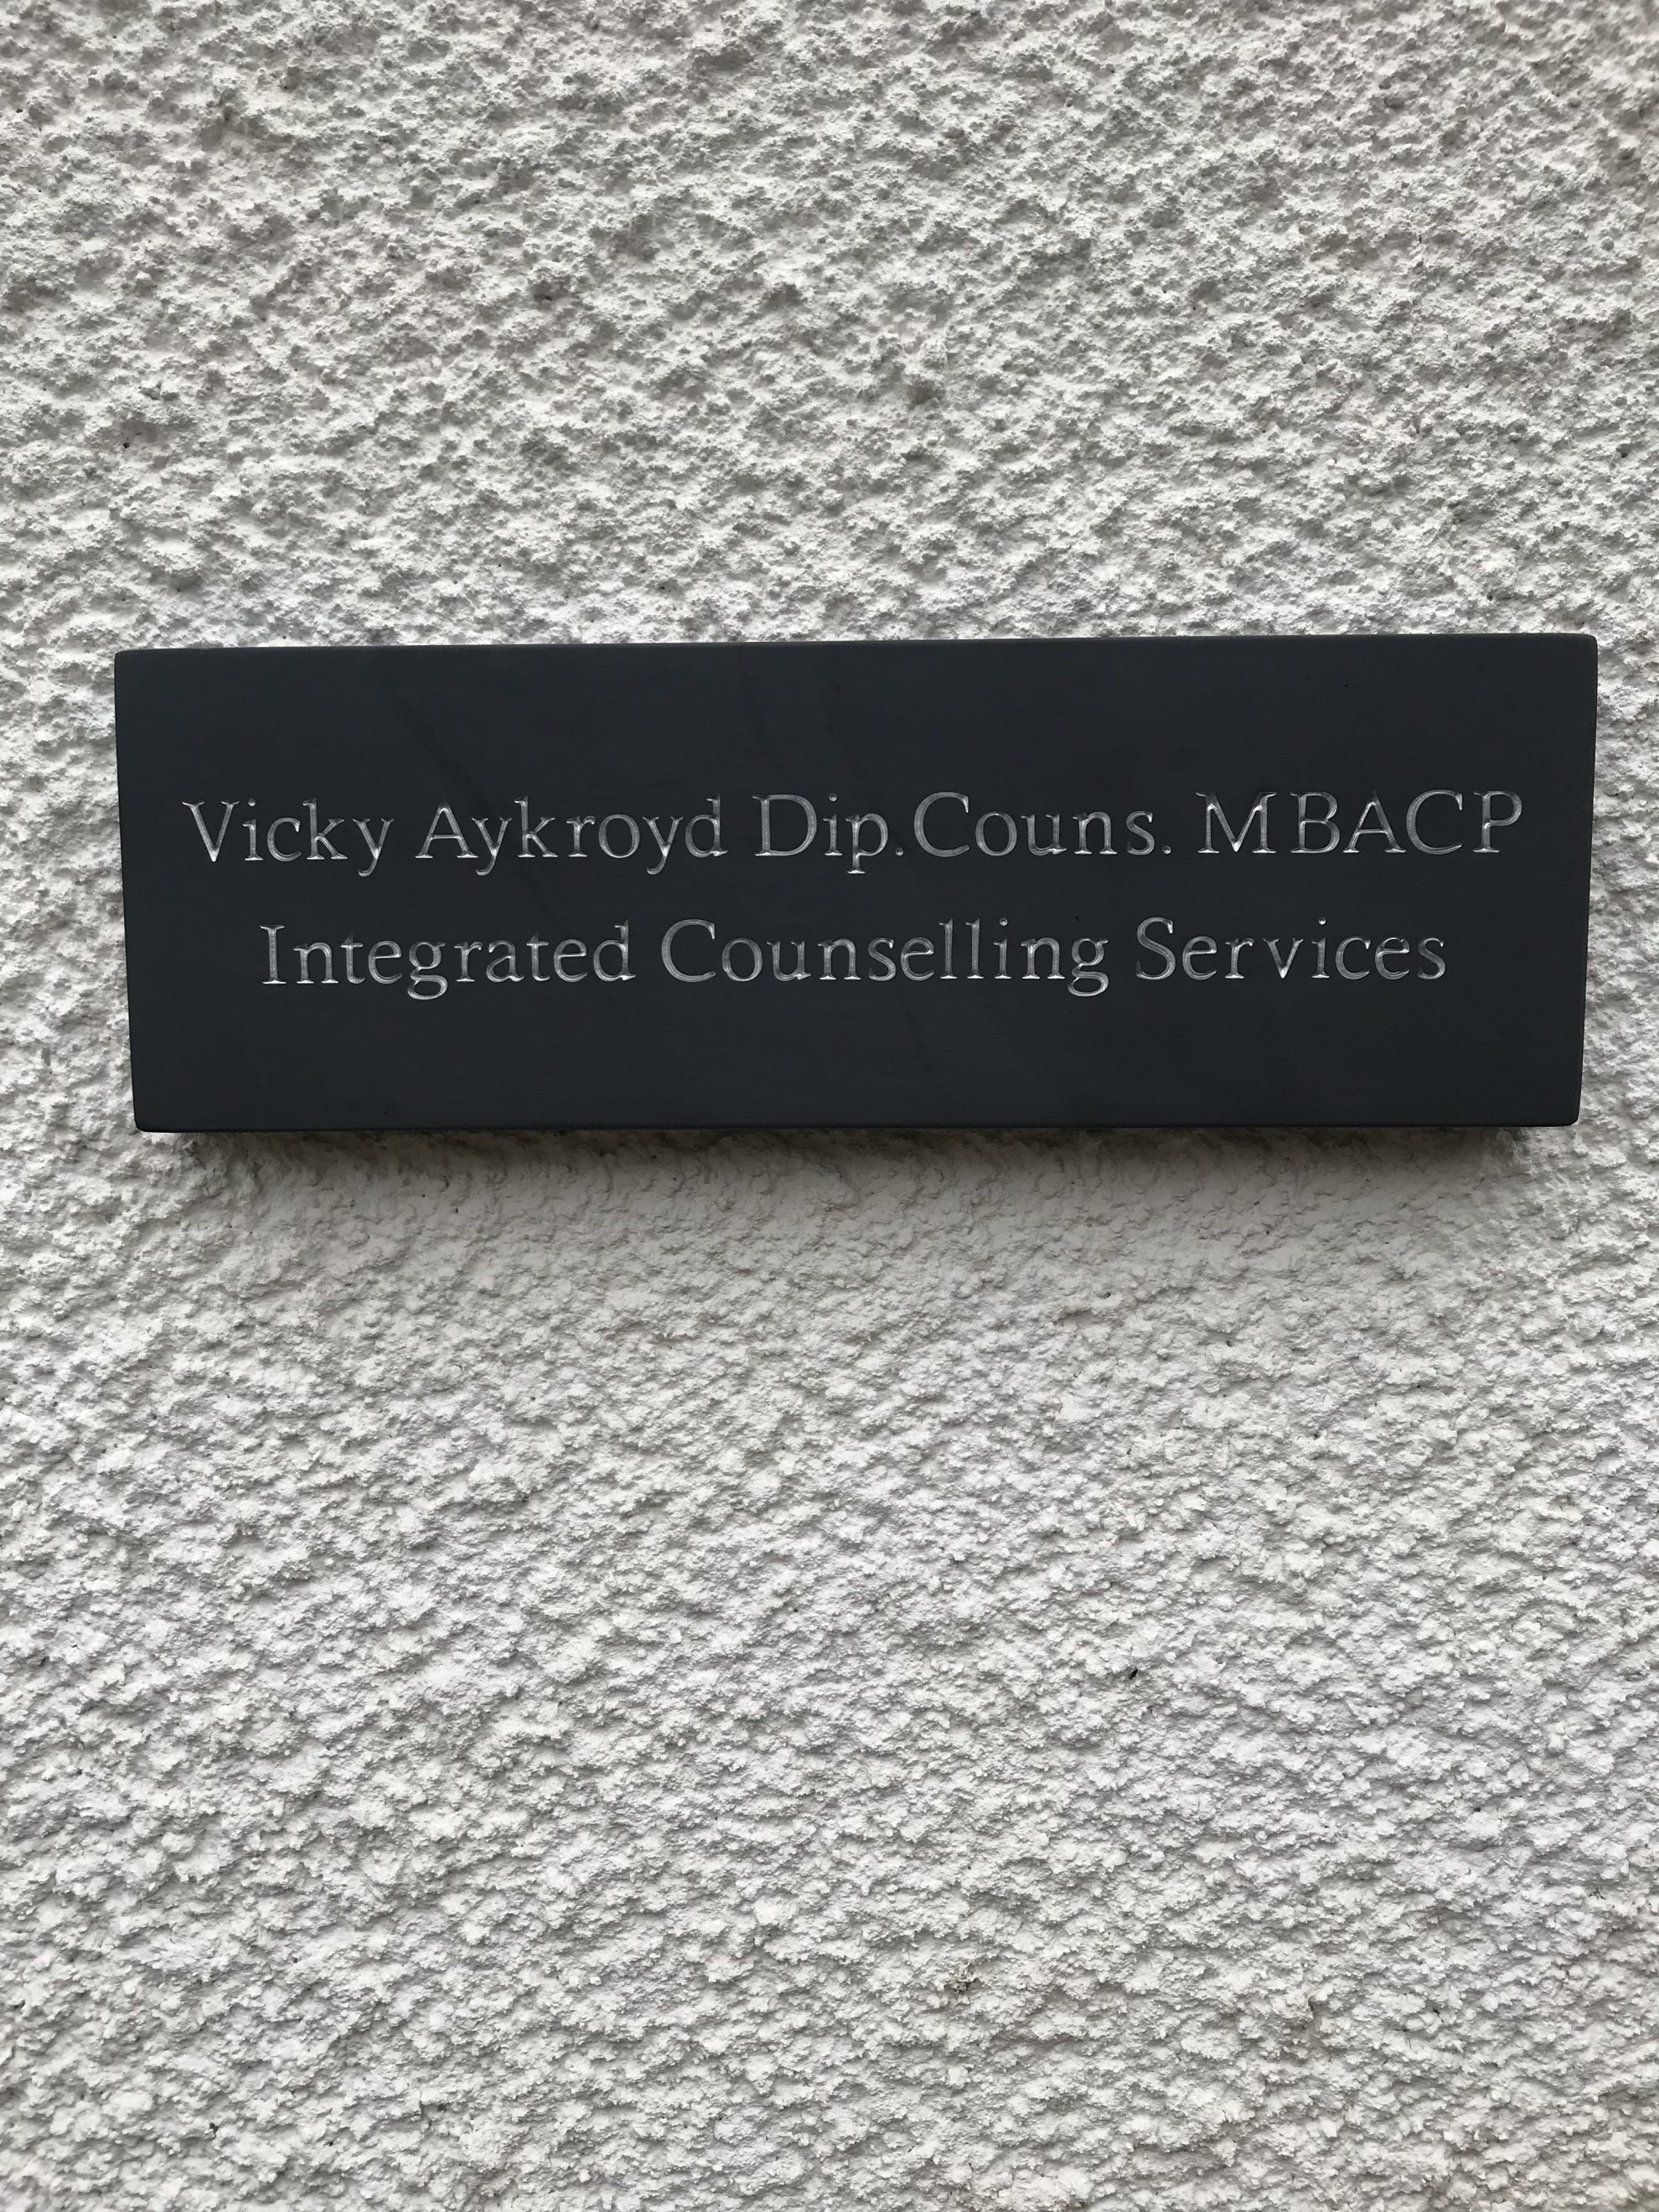 Vicky Aykroyd Dip.Couns. MBACP
Integrated Counselling Services